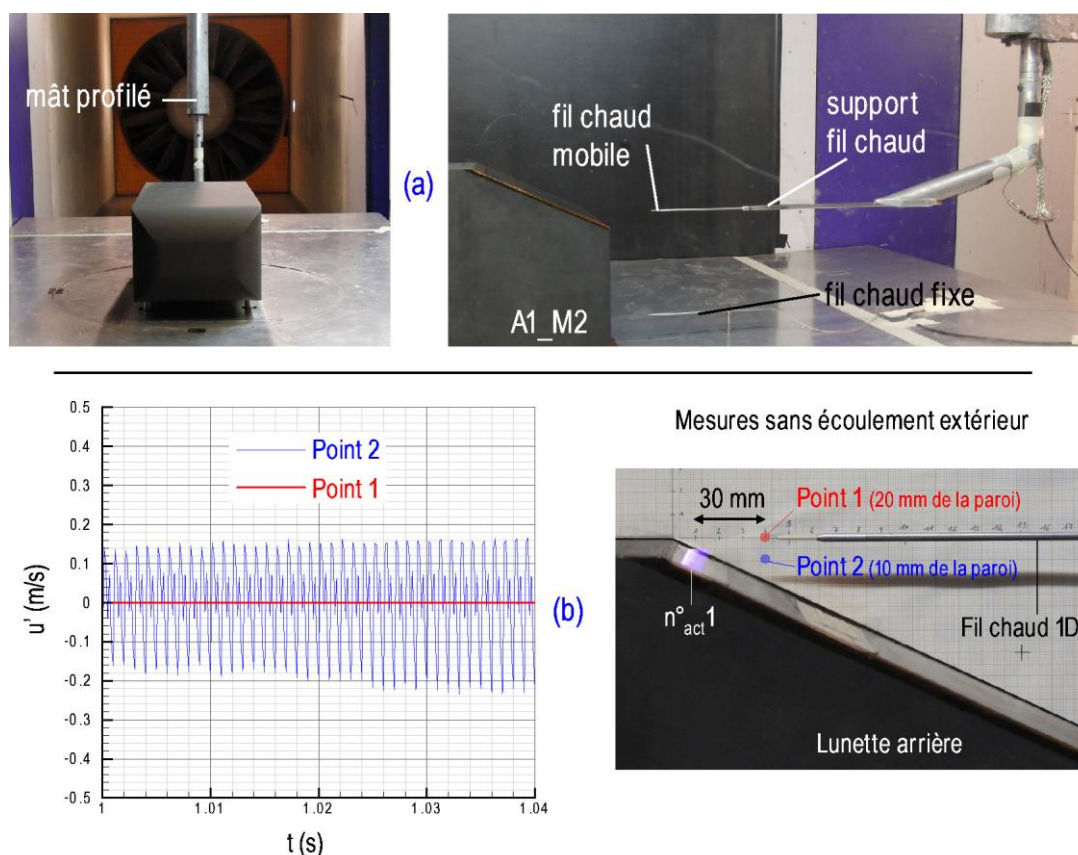 mât profilé
(a)
fil chaud
mobile
support
fil chaud
fil chaud fixe
A1_M2
0.5
0.4
0.3
0.2
0.1
0
-0.1
-0.2
-0.3
-0.4
-0.5
u' (m/s)
Point 2
Point 1
1
1.01
1.02
1.03
1.04
t (s)
(b)
Mesures sans écoulement extérieur
30 mm
Point 1 (20 mm de la paroi)
Point 2 (10 mm de la paroi)
n°act1
Fil chaud 1D
Lunette arrière